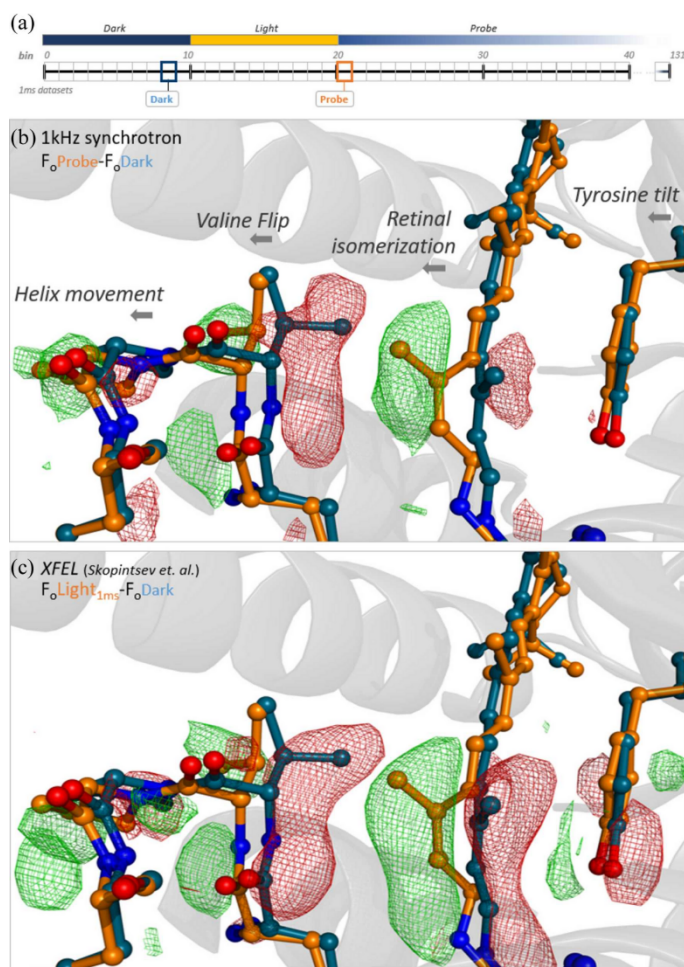 (a)
Dark Light Probe
bin 0 10 20 30 40 131
1ms datasets
Dark Probe
(b) 1kHz synchrotron
FoProbe-FoDark
Valine Flip
Retinal
isomerization
Tyrosine tilt
Helix movement
(c) XFEL (Skopintsev et. al.)
FoLight1ms-FoDark